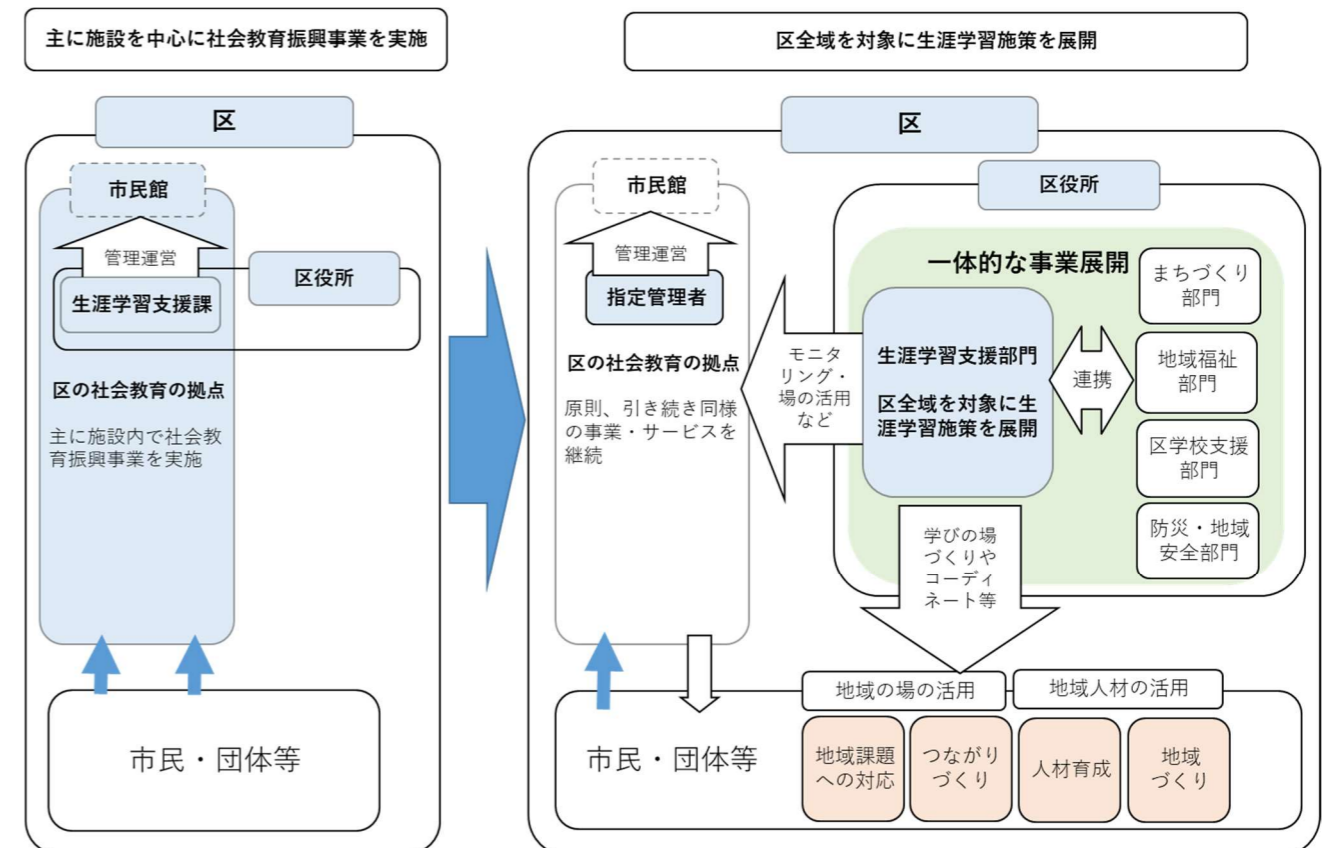 主に施設を中心に社会教育振興事業を実施
区
市民館
管理運営
生涯学習支援課
区役所
区の社会教育の拠点
主に施設内で社会教
育振興事業を実施
市民・団体等
区全域を対象に生涯学習施策を展開
区
市民館
管理運営
指定管理者
区の社会教育の拠点
原則、引き続き同様
の事業・サービスを
継続
モニタ
リング・
場の活用
など
区役所
一体的な事業展開
生涯学習支援部門
区全域を対象に生
涯学習施策を展開
連携
まちづくり
部門
地域福祉
部門
区学校支援
部門
防災・地域
安全部門
学びの場
づくりや
コーディ
ネート等
市民・団体等
地域の場の活用
地域人材の活用
地域課題
への対応
つながり
づくり
人材育成
地域
づくり